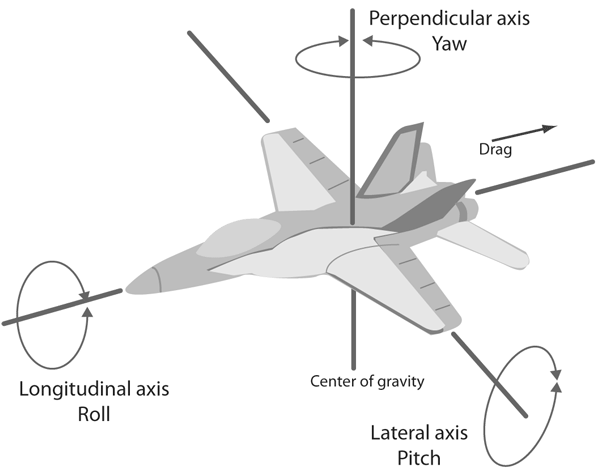 Perpendicular axis
Yaw
Drag
Longitudinal axis
Roll
Center of gravity
Lateral axis
Pitch